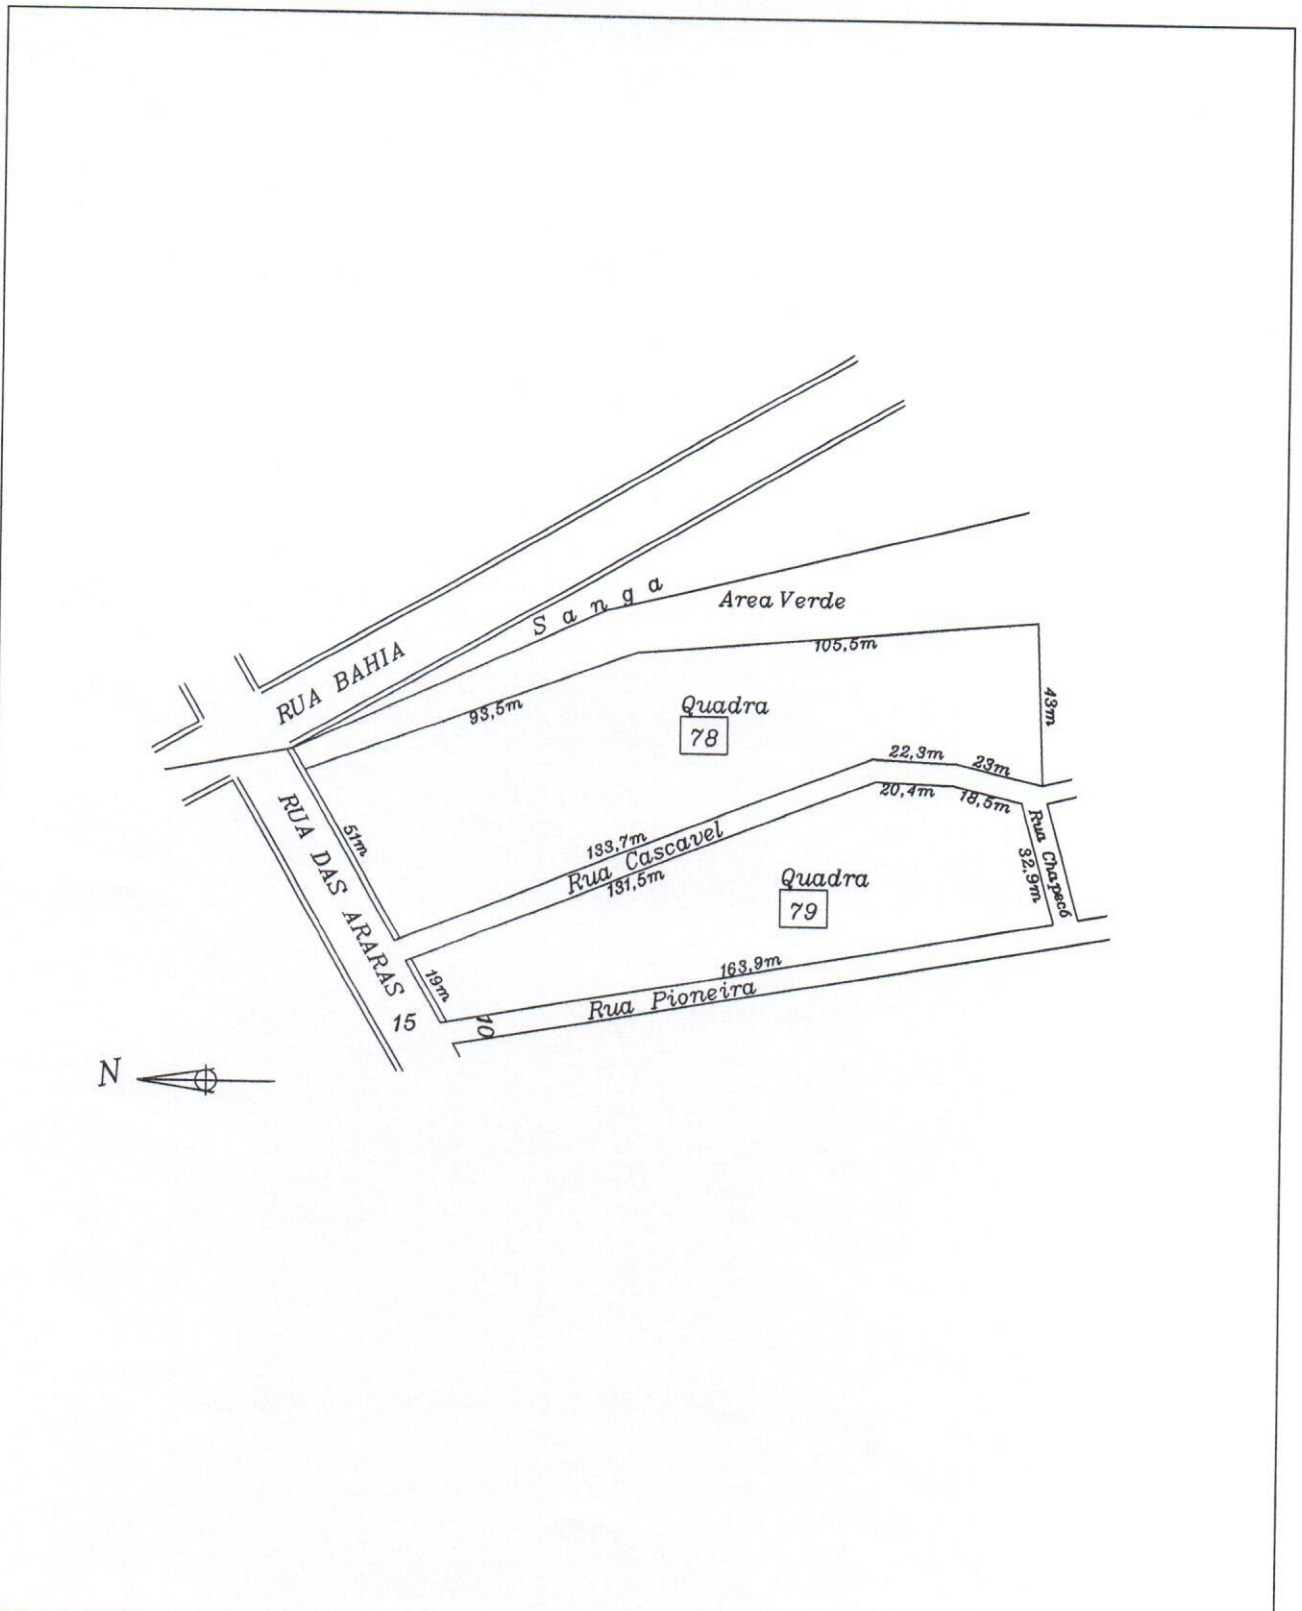 S a n g a
Area Verde
105,5m
RUA BAHIA
93,5m
43m
Quadra
78
22,3m
23m
20,4m
18,5m
RUA DAS ARARAS
51m
133,7m
Rua Cascavel
131,5m
Rua Chapecó
32,9m
Quadra
79
163,9m
19m
Rua Pioneira
15
10
N